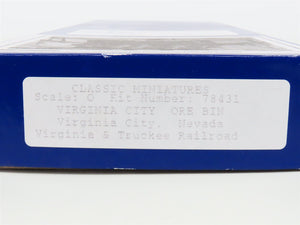 CLASSIC MINIATURES
Scale: O Kit Number: 78431
VIRGINIA CITY ORE BIN
Virginia City, Nevada
Virginia & Truckee Railroad